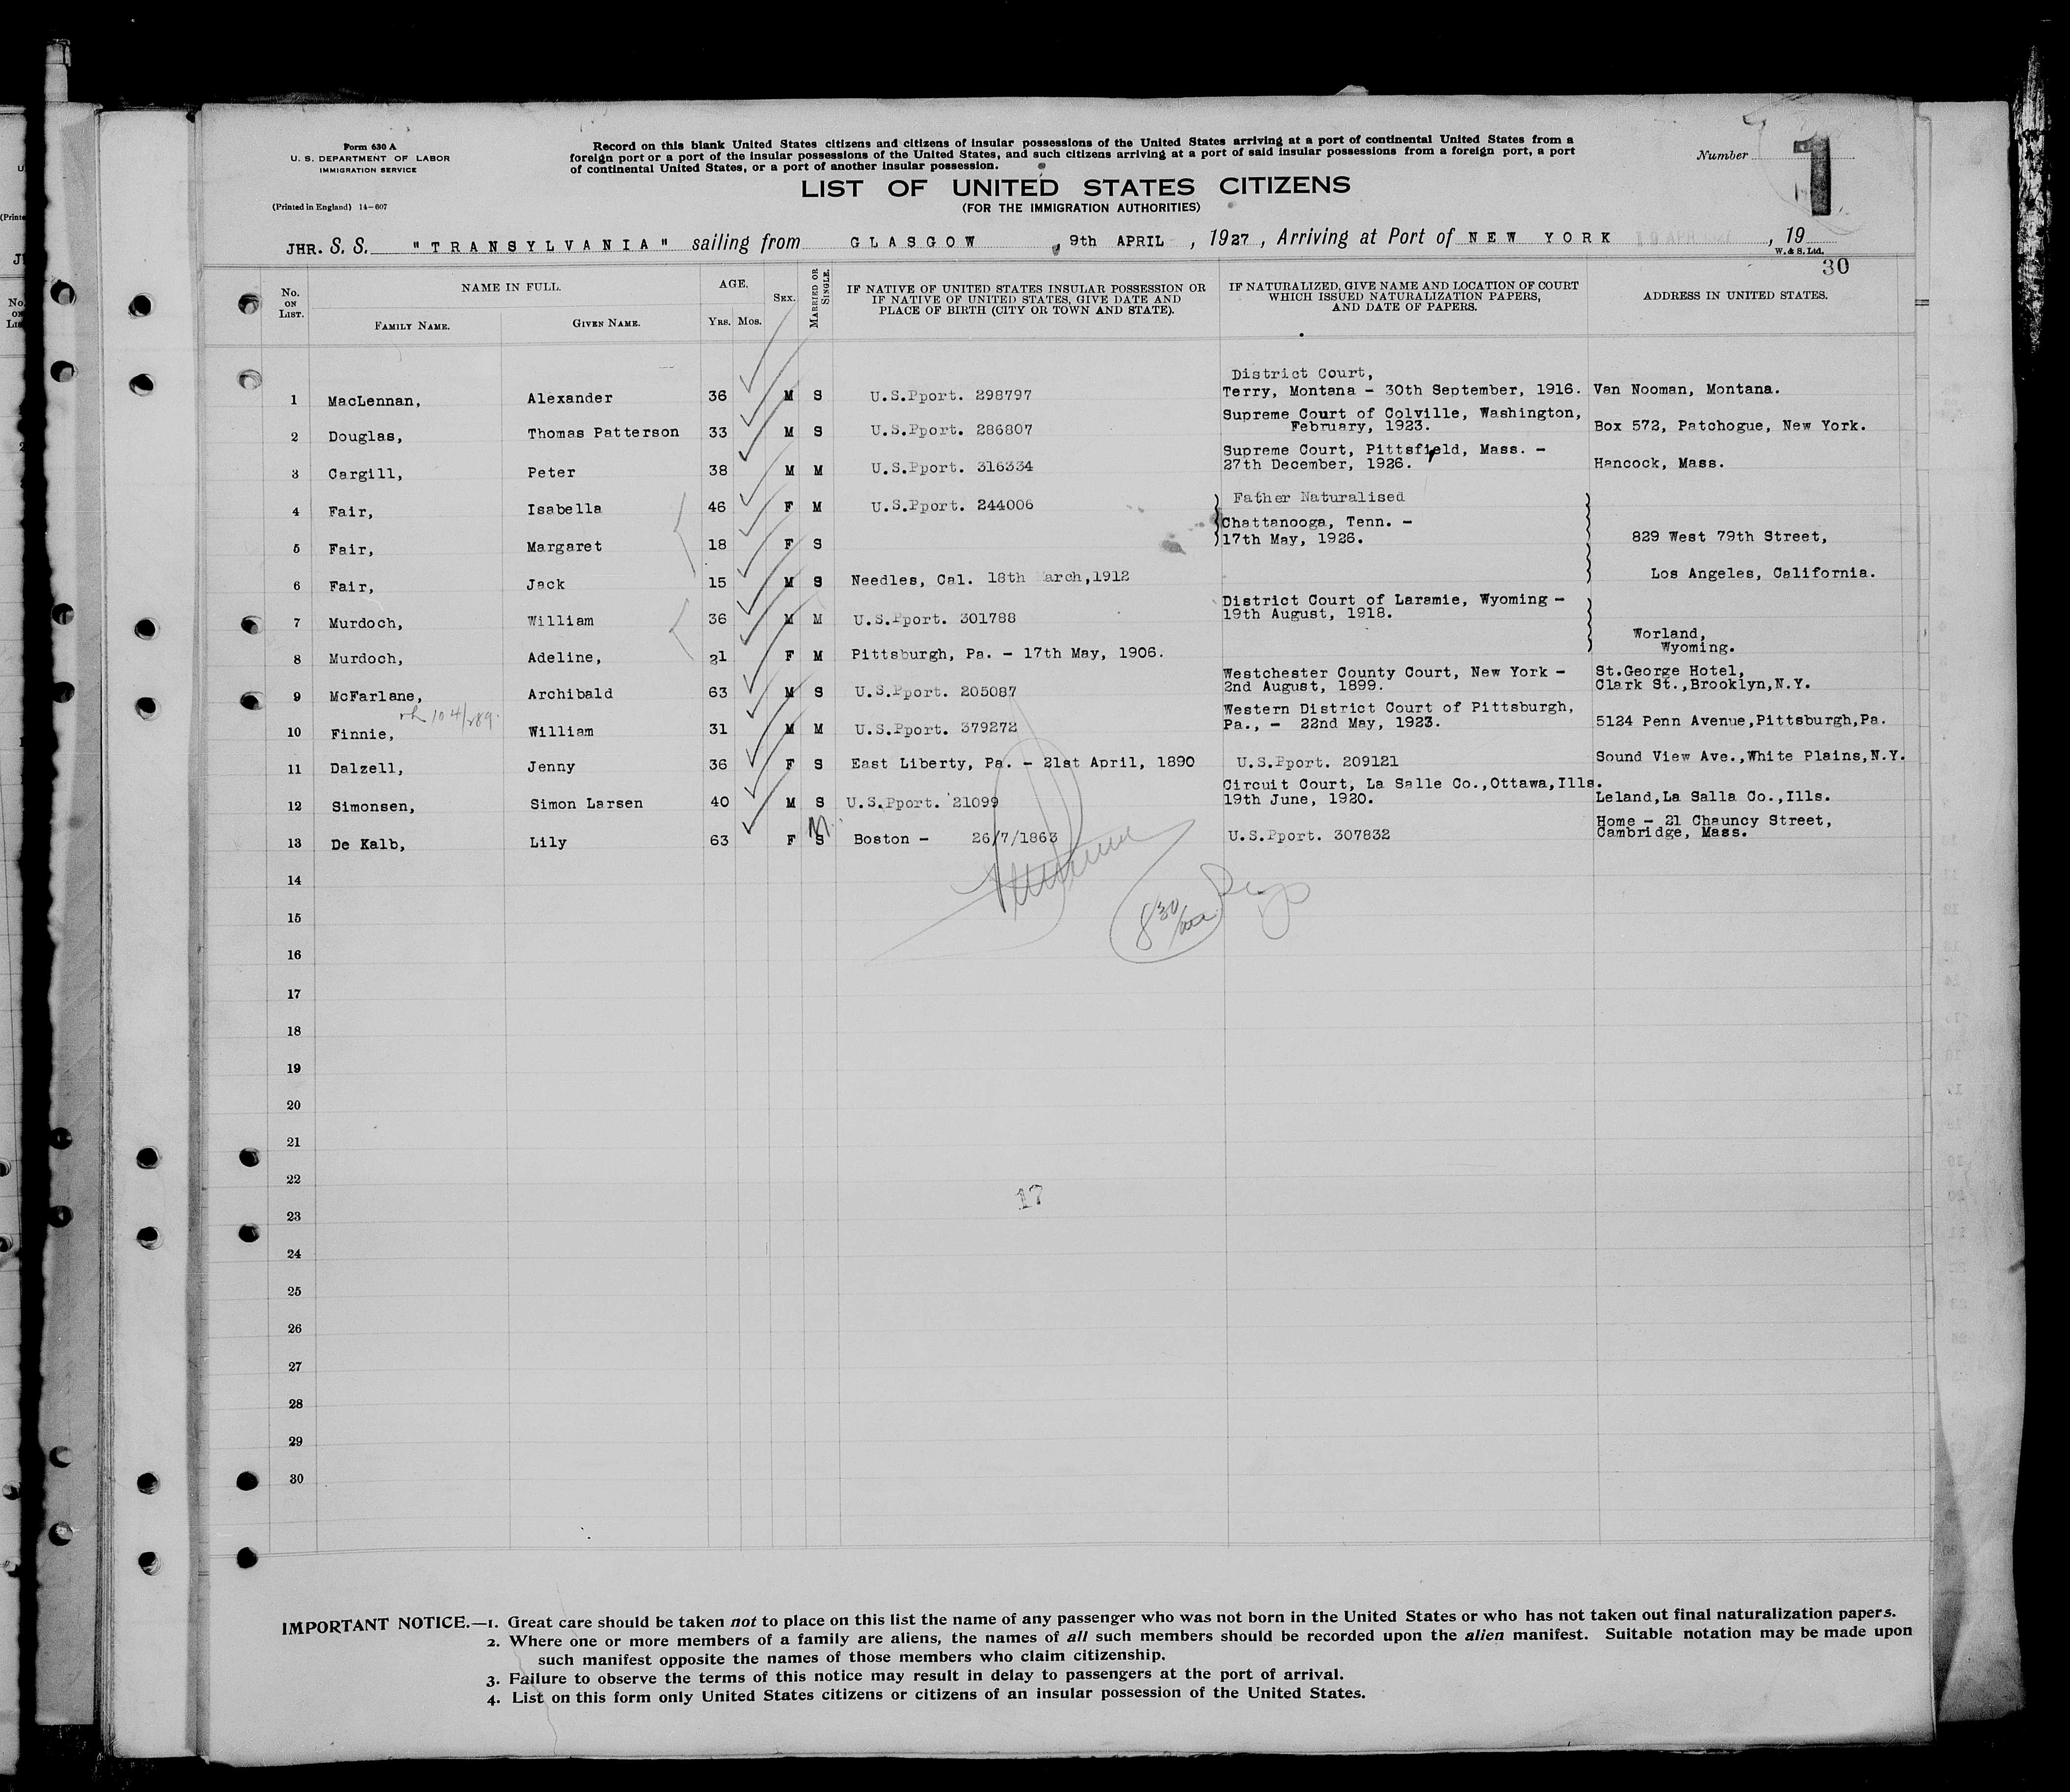 Form 630 A
U. S. DEPARTMENT OF LABOR
IMMIGRATION SERVICE
(Printed in England) 14—607
Record on this blank United States citizens and citizens of insular possessions of the United States arriving at a port of continental United States from a
foreign port or a port of the insular possessions of the United States, and such citizens arriving at a port of said insular possessions from a foreign port, a port
of continental United States, or a port of another insular possession.
Number 1
LIST OF UNITED STATES CITIZENS
(FOR THE IMMIGRATION AUTHORITIES)
JHR. S. S. "TRANSYLVANIA" sailing from GLASGOW, 9th APRIL, 1927, Arriving at Port of NEW YORK, 19
W. & S. Ltd.
30
No. ON LIST. NAME IN FULL. AGE. SEX. MARRIED OR SINGLE. IF NATIVE OF UNITED STATES INSULAR POSSESSION OR IF NATIVE OF UNITED STATES, GIVE DATE AND PLACE OF BIRTH (CITY OR TOWN AND STATE). IF NATURALIZED, GIVE NAME AND LOCATION OF COURT WHICH ISSUED NATURALIZATION PAPERS, AND DATE OF PAPERS. ADDRESS IN UNITED STATES.
FAMILY NAME. GIVEN NAME. YRS. MOS.
District Court,
1 MacLennan, Alexander 36 M S U.S.Pport. 298797 Terry, Montana - 30th September, 1916. Van Nooman, Montana.
Supreme Court of Colville, Washington,
2 Douglas, Thomas Patterson 33 M S U.S.Pport. 286807 February, 1923. Box 572, Patchogue, New York.
Supreme Court, Pittsfield, Mass. -
3 Cargill, Peter 38 M M U.S.Pport. 316334 27th December, 1926. Hancock, Mass.
Father Naturalised
4 Fair, Isabella 46 F M U.S.Pport. 244006
Chattanooga, Tenn. -
5 Fair, Margaret 18 F S 17th May, 1926. 829 West 79th Street,
6 Fair, Jack 15 M S Needles, Cal. 18th March,1912 Los Angeles, California.
District Court of Laramie, Wyoming -
7 Murdoch, William 36 M M U.S.Pport. 301788 19th August, 1918.
Worland,
Wyoming.
8 Murdoch, Adeline, 21 F M Pittsburgh, Pa. - 17th May, 1906.
Westchester County Court, New York - St.George Hotel,
9 McFarlane, Archibald 63 M S U.S.Pport. 205087 2nd August, 1899. Clark St.,Brooklyn,N.Y.
104/289
Western District Court of Pittsburgh,
10 Finnie, William 31 M M U.S.Pport. 379272 Pa., - 22nd May, 1923. 5124 Penn Avenue,Pittsburgh,Pa.
11 Dalzell, Jenny 36 F S East Liberty, Pa. - 21st April, 1890 U.S.Pport. 209121 Sound View Ave.,White Plains,N.Y.
Circuit Court, La Salle Co.,Ottawa,Ills.
12 Simonsen, Simon Larsen 40 M S U.S.Pport. 21099 19th June, 1920. Leland,La Salla Co.,Ills.
M Home - 21 Chauncy Street,
13 De Kalb, Lily 63 F S Boston - 26/7/1863 U.S.Pport. 307832 Cambridge, Mass.
14
15
830
16
17
18
19
20
21
22
17
23
24
25
26
27
28
29
30
IMPORTANT NOTICE.—1. Great care should be taken not to place on this list the name of any passenger who was not born in the United States or who has not taken out final naturalization papers.
2. Where one or more members of a family are aliens, the names of all such members should be recorded upon the alien manifest. Suitable notation may be made upon
such manifest opposite the names of those members who claim citizenship.
3. Failure to observe the terms of this notice may result in delay to passengers at the port of arrival.
4. List on this form only United States citizens or citizens of an insular possession of the United States.